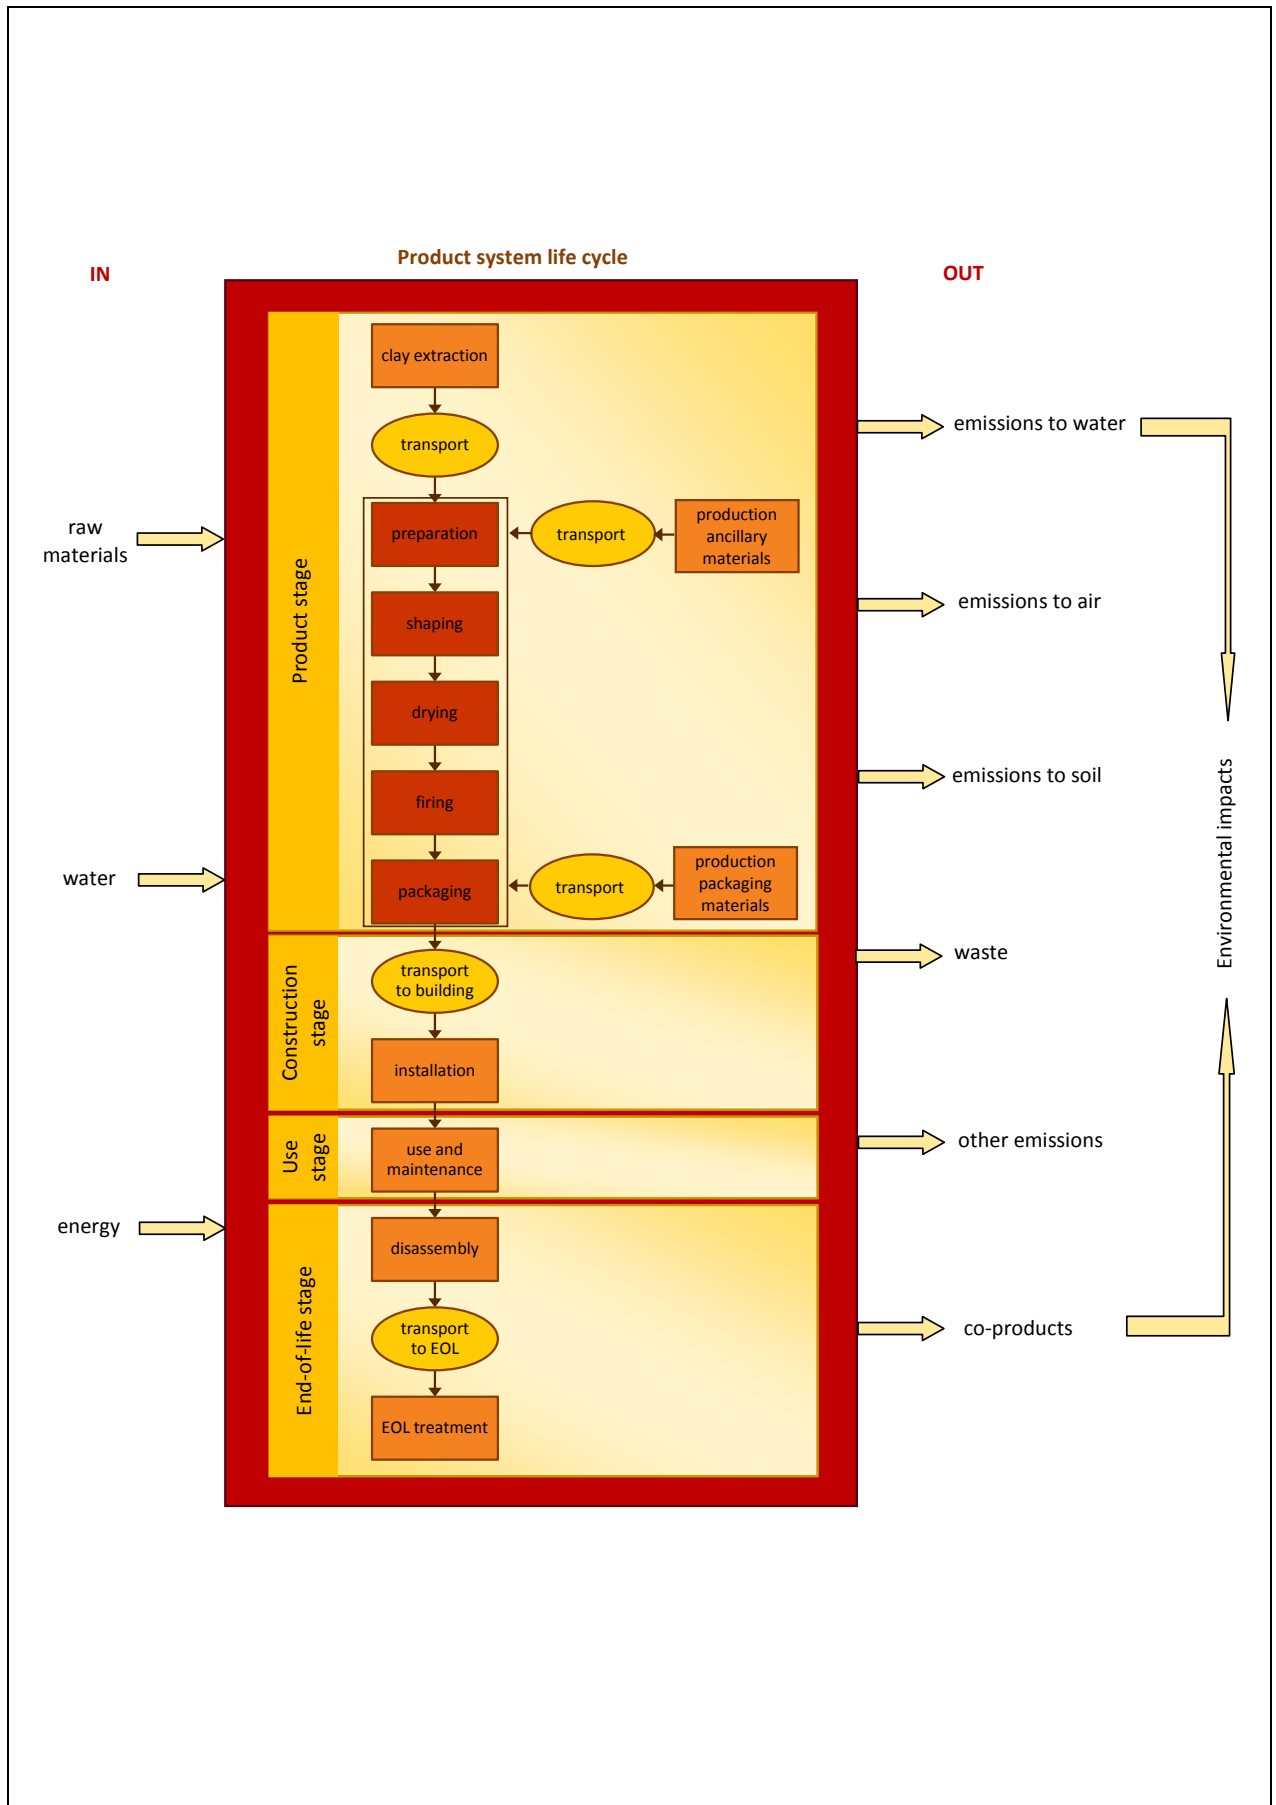 Product system life cycle
IN
OUT
Product stage
clay extraction
transport
preparation
transport
production
ancillary
materials
shaping
drying
firing
packaging
transport
production
packaging
materials
Construction
stage
transport
to building
installation
Use
stage
use and
maintenance
End-of-life stage
disassembly
transport
to EOL
EOL treatment
raw
materials
water
energy
emissions to water
emissions to air
emissions to soil
waste
other emissions
co-products
Environmental impacts